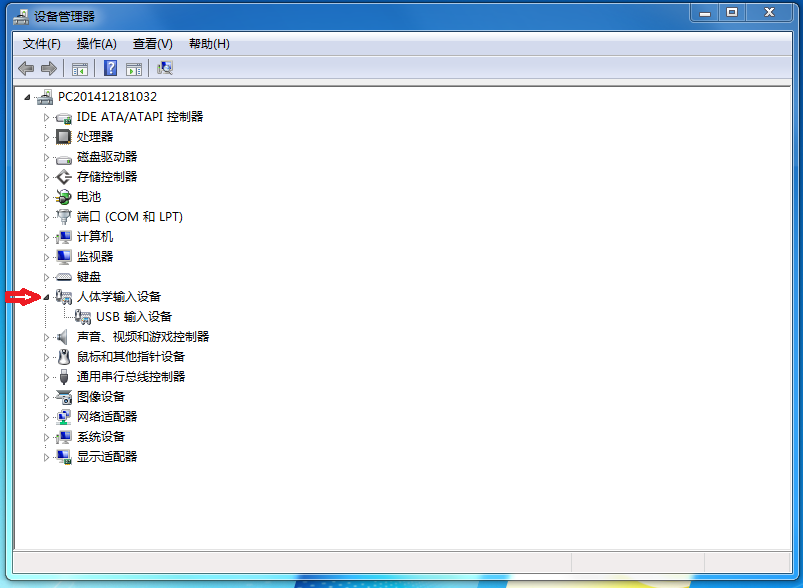 设备管理器
文件(F) 操作(A) 查看(V) 帮助(H)
PC201412181032
IDE ATA/ATAPI 控制器
处理器
磁盘驱动器
存储控制器
电池
端口 (COM 和 LPT)
计算机
监视器
键盘
人体学输入设备
USB 输入设备
声音、视频和游戏控制器
鼠标和其他指针设备
通用串行总线控制器
图像设备
网络适配器
系统设备
显示适配器